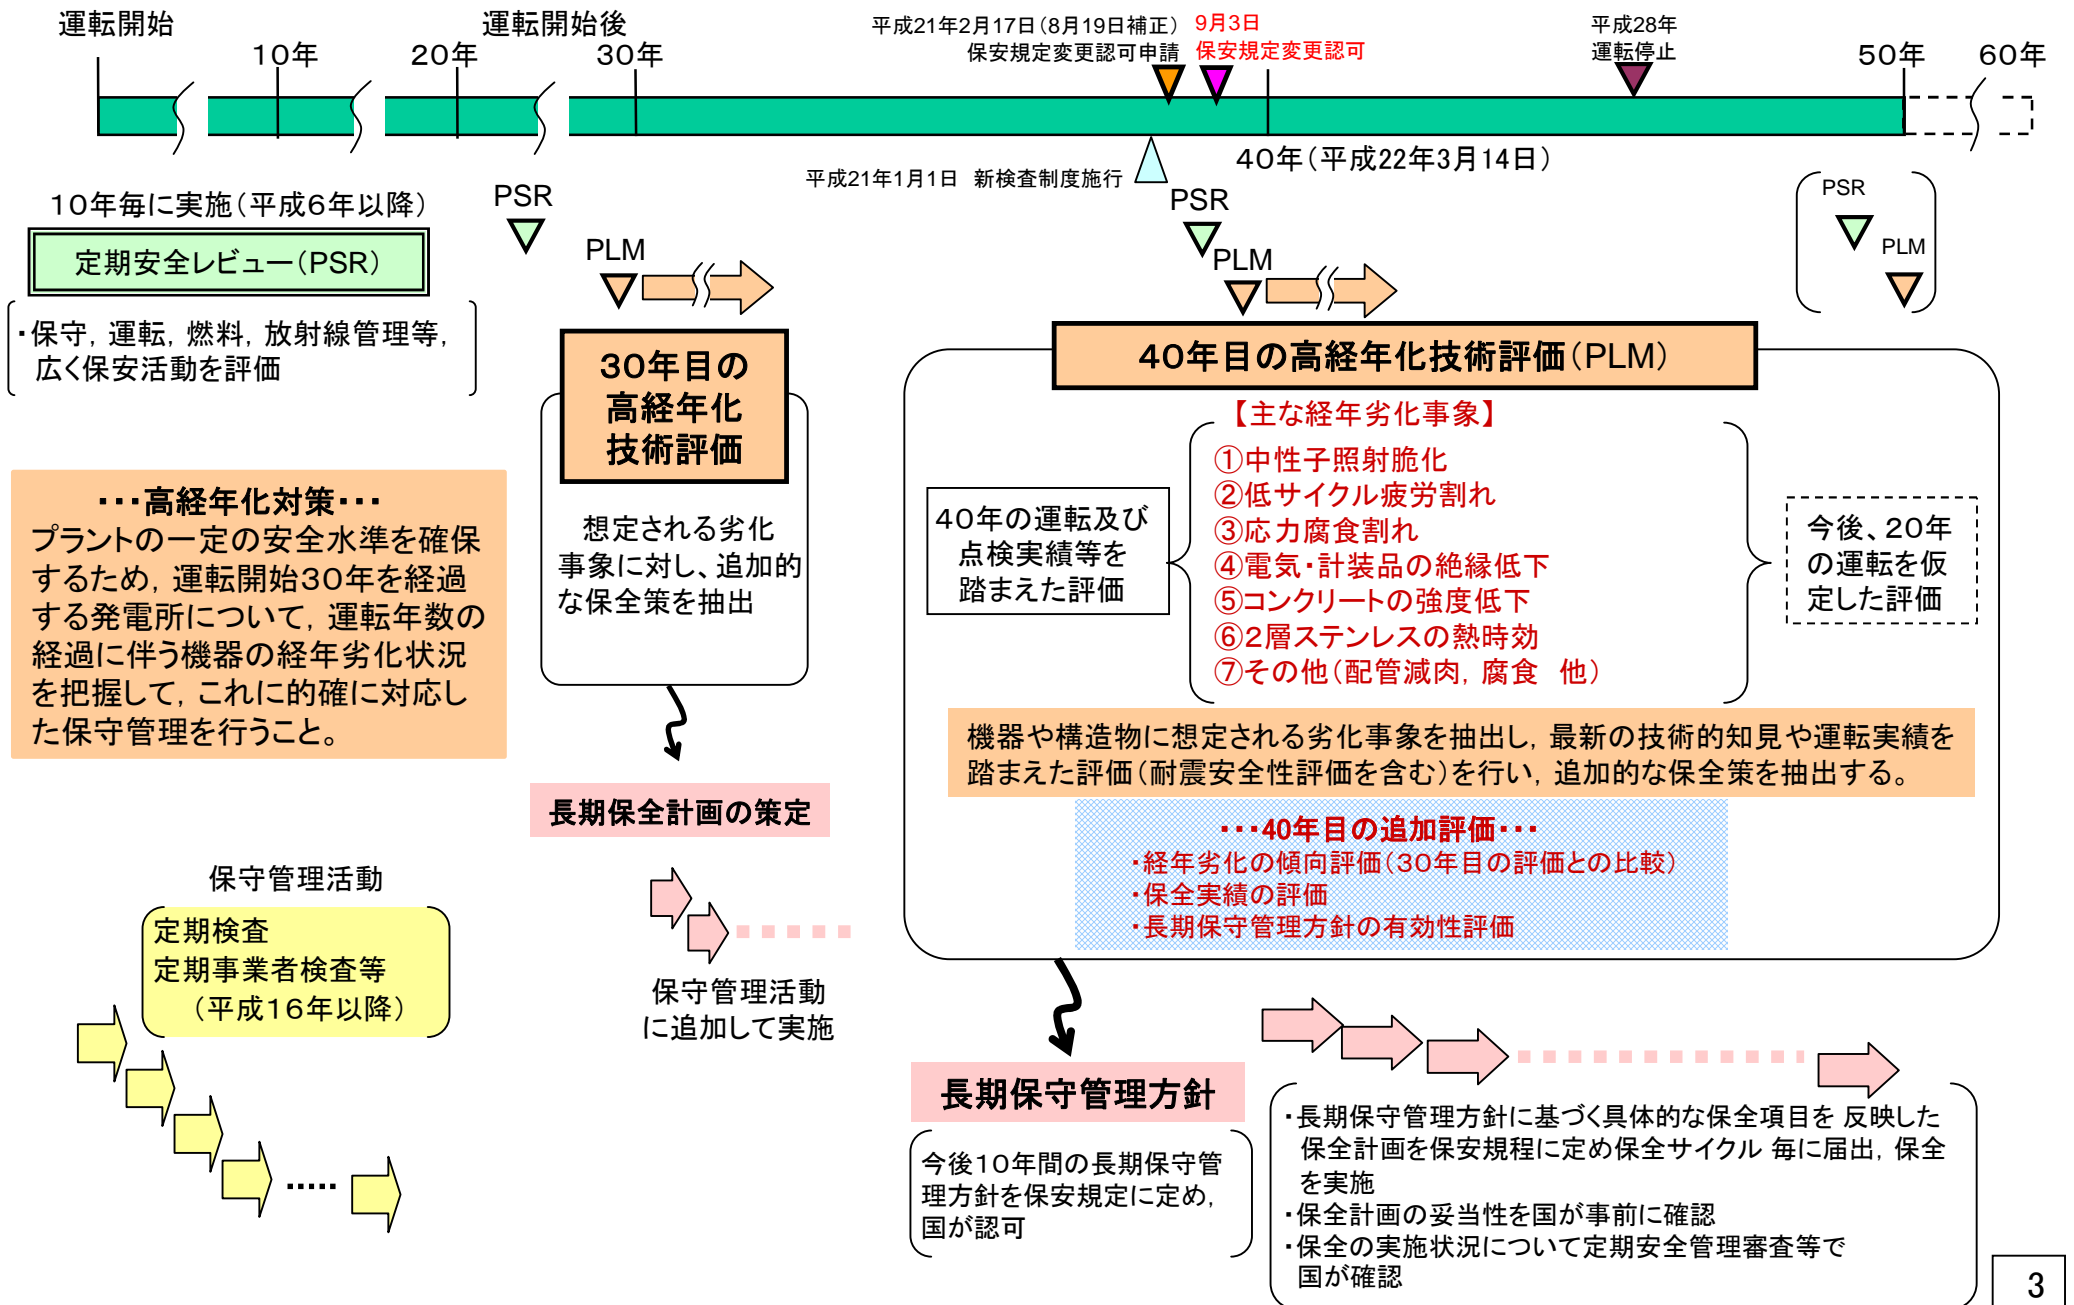 運転開始
運転開始後
10年
20年
30年
平成21年2月17日(8月19日補正)
保安規定変更認可申請
9月3日
保安規定変更認可
平成28年
運転停止
50年
60年
40年(平成22年3月14日)
平成21年1月1日 新検査制度施行
10年毎に実施(平成6年以降)
定期安全レビュー(PSR)
・保守, 運転, 燃料, 放射線管理等,
広く保安活動を評価
PSR
PLM
PSR
PLM
PSR
PLM
30年目の
高経年化
技術評価
想定される劣化
事象に対し、追加的
な保全策を抽出
・・・高経年化対策・・・
プラントの一定の安全水準を確保
するため, 運転開始30年を経過
する発電所について, 運転年数の
経過に伴う機器の経年劣化状況
を把握して, これに的確に対応し
た保守管理を行うこと。
長期保全計画の策定
保守管理活動
に追加して実施
保守管理活動
定期検査
定期事業者検査等
(平成16年以降)
40年目の高経年化技術評価(PLM)
【主な経年劣化事象】
①中性子照射脆化
②低サイクル疲労割れ
③応力腐食割れ
④電気・計装品の絶縁低下
⑤コンクリートの強度低下
⑥2層ステンレスの熱時効
⑦その他(配管減肉, 腐食 他)
40年の運転及び
点検実績等を
踏まえた評価
今後、20年
の運転を仮
定した評価
機器や構造物に想定される劣化事象を抽出し, 最新の技術的知見や運転実績を
踏まえた評価(耐震安全性評価を含む)を行い, 追加的な保全策を抽出する。
・・・40年目の追加評価・・・
・経年劣化の傾向評価(30年目の評価との比較)
・保全実績の評価
・長期保守管理方針の有効性評価
長期保守管理方針
今後10年間の長期保守管
理方針を保安規定に定め,
国が認可
・長期保守管理方針に基づく具体的な保全項目を 反映した
保全計画を保安規程に定め保全サイクル 毎に届出, 保全
を実施
・保全計画の妥当性を国が事前に確認
・保全の実施状況について定期安全管理審査等で
国が確認
3